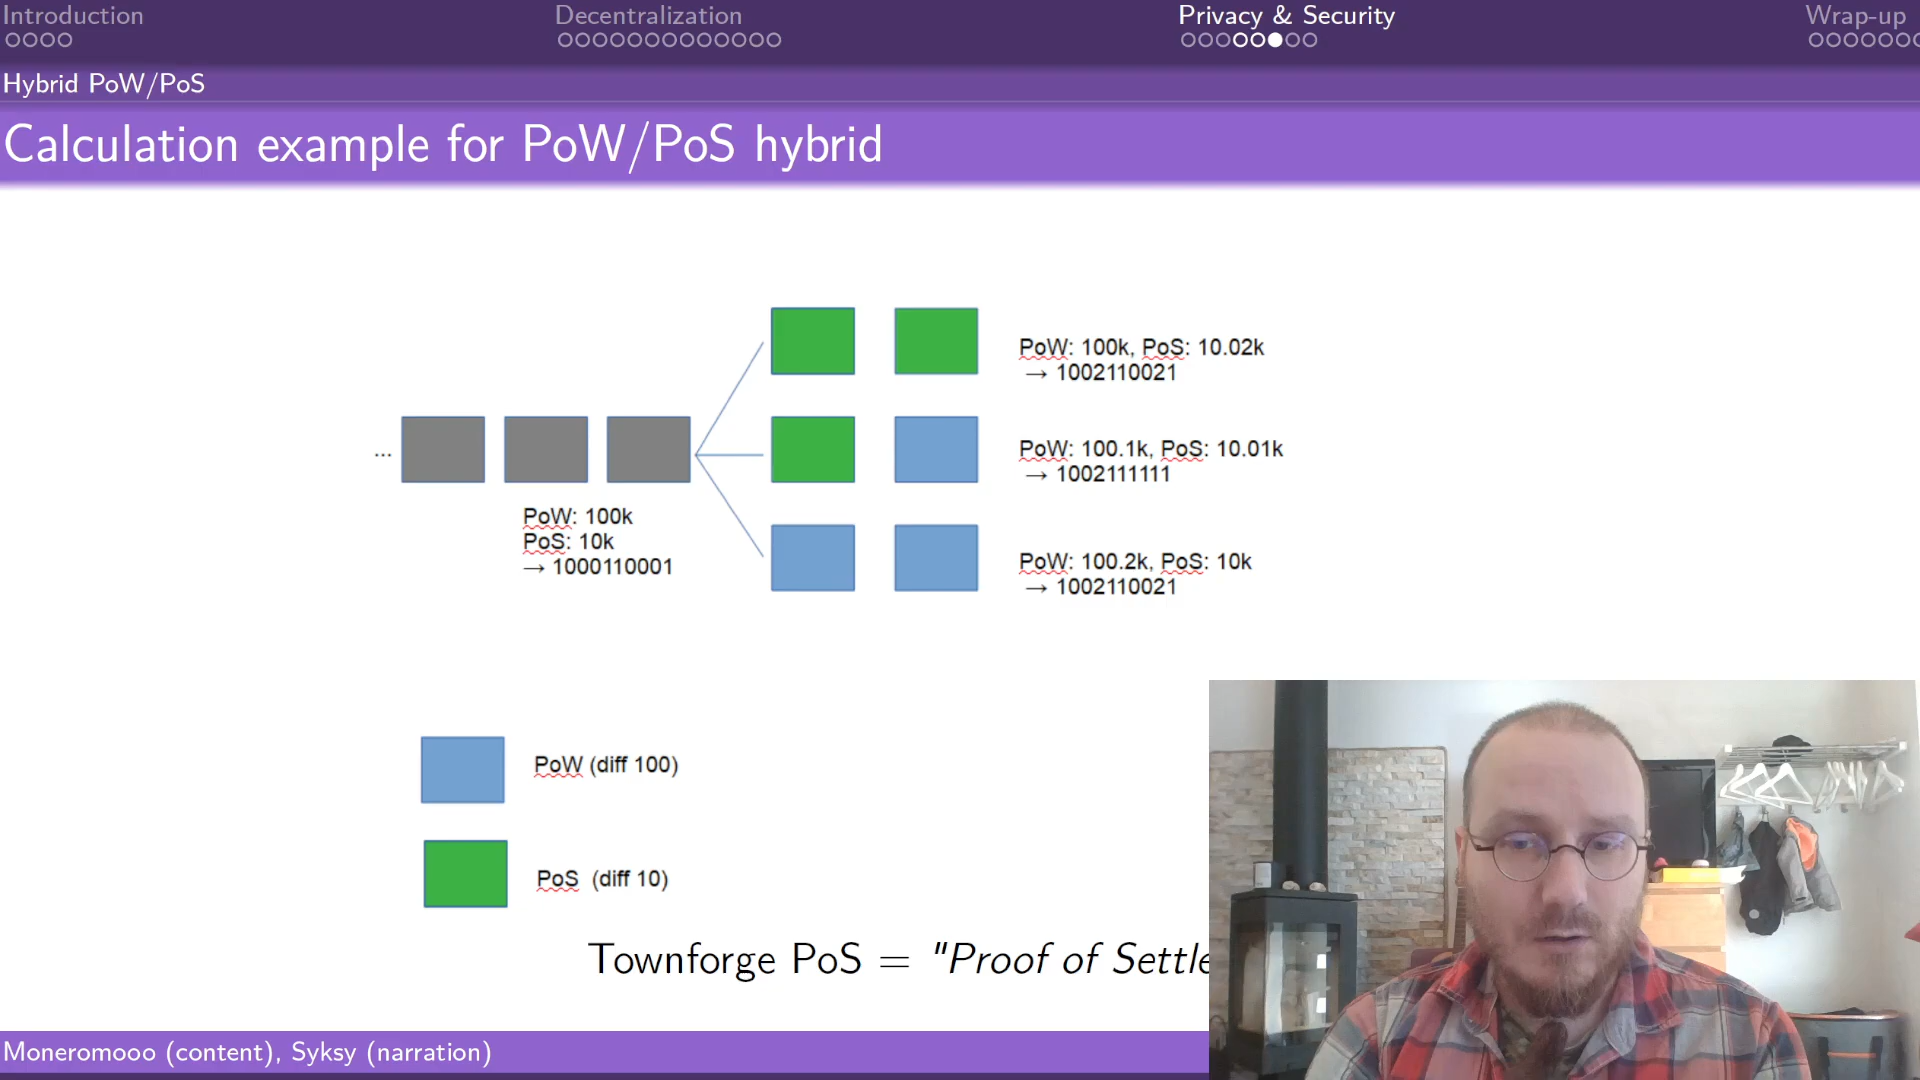 Introduction
Decentralization
Privacy & Security
Wrap-up
Hybrid PoW/PoS
Calculation example for PoW/PoS hybrid
PoW: 100k, PoS: 10.02k
→ 1002110021
...
PoW: 100.1k, PoS: 10.01k
→ 1002111111
PoW: 100k
PoS: 10k
→ 1000110001
PoW: 100.2k, PoS: 10k
→ 1002110021
PoW (diff 100)
PoS (diff 10)
Townforge PoS = "Proof of Settle
Moneromooo (content), Syksy (narration)